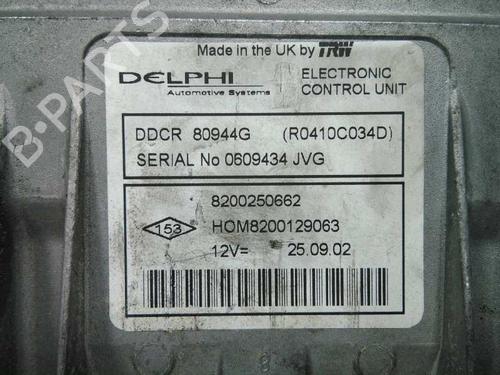 Made in the UK by TRW
DELPHI
Automotive Systems
ELECTRONIC
CONTROL UNIT
DDCR 80944G (R0410C034D)
SERIAL No 0609434 JVG
8200250662
153
HOM8200129063
12V= 25.09.02
B-PARTS